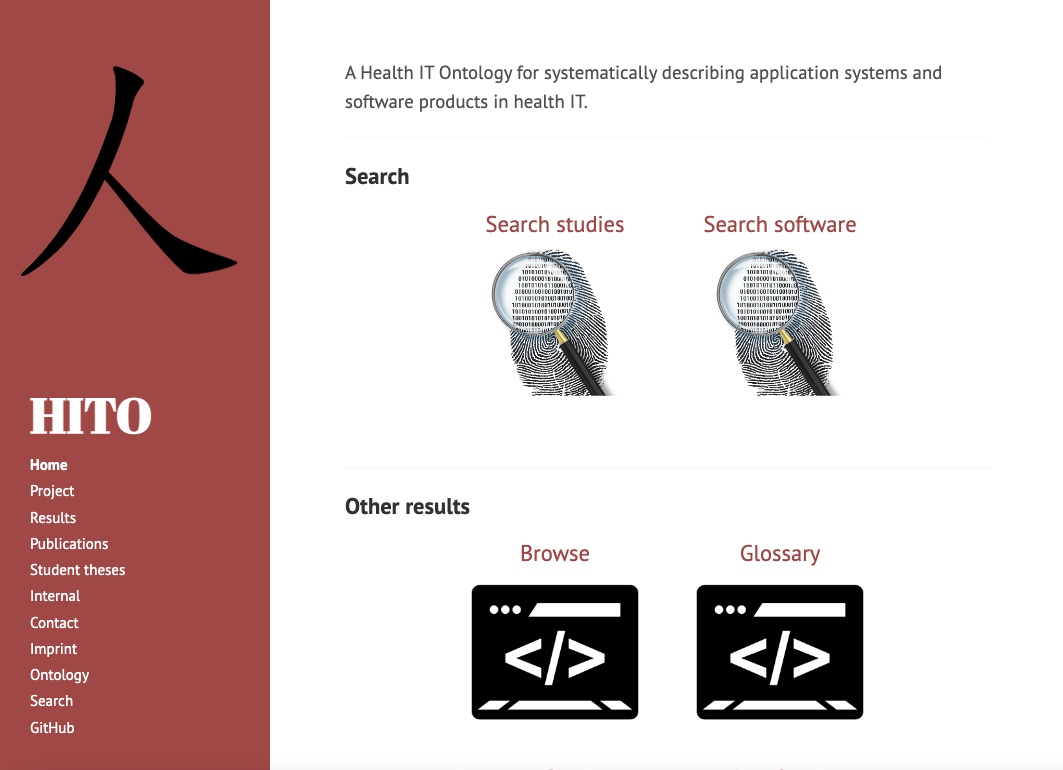 人
HITO
Home
Project
Results
Publications
Student theses
Internal
Contact
Imprint
Ontology
Search
GitHub
A Health IT Ontology for systematically describing application systems and
software products in health IT.
Search
Search studies
Search software
Other results
Browse
Glossary
</>
</>